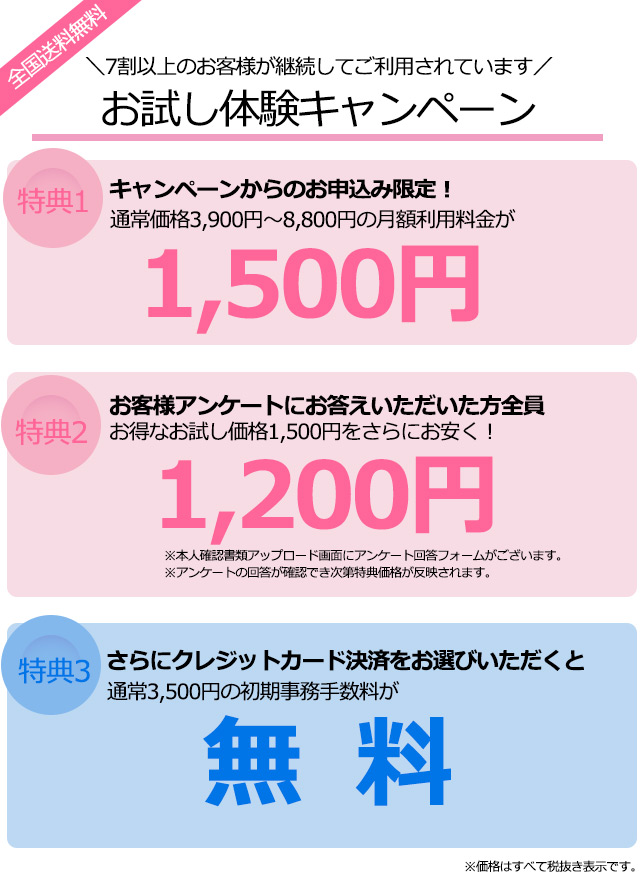 全国送料無料
＼7割以上のお客様が継続してご利用されています／
お試し体験キャンペーン
特典1
キャンペーンからのお申込み限定！
通常価格3,900円～8,800円の月額利用料金が
1,500円
特典2
お客様アンケートにお答えいただいた方全員
お得なお試し価格1,500円をさらにお安く！
1,200円
※本人確認書類アップロード画面にアンケート回答フォームがございます。
※アンケートの回答が確認でき次第特典価格が反映されます。
特典3
さらにクレジットカード決済をお選びいただくと
通常3,500円の初期事務手数料が
無 料
※価格はすべて税抜き表示です。